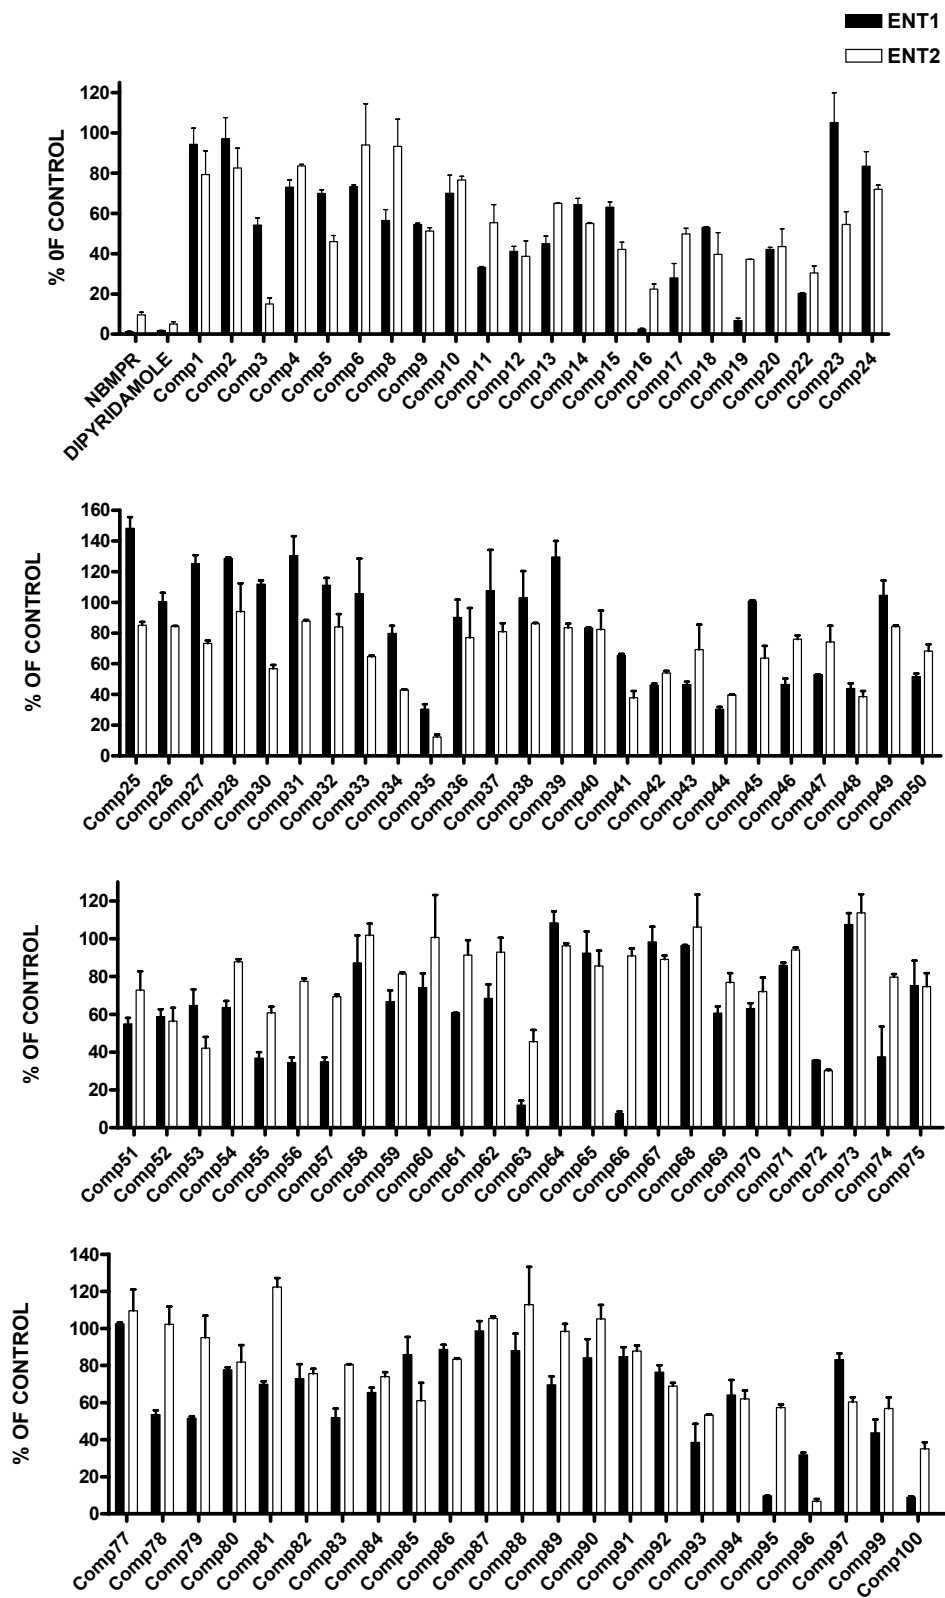 ENT1
ENT2
% 0F CONTROL
120
100
80
60
40
20
0
NBMPR
DIPYRIDAMOLE
Comp1
Comp2
Comp3
Comp4
Comp5
Comp6
Comp8
Comp9
Comp10
Comp11
Comp12
Comp13
Comp14
Comp15
Comp16
Comp17
Comp18
Comp19
Comp20
Comp22
Comp23
Comp24
% OF CONTROL
160
140
120
100
80
60
40
20
0
Comp25
Comp26
Comp27
Comp28
Comp30
Comp31
Comp32
Comp33
Comp34
Comp35
Comp36
Comp37
Comp38
Comp39
Comp40
Comp41
Comp42
Comp43
Comp44
Comp45
Comp46
Comp47
Comp48
Comp49
Comp50
% OF CONTROL
120
100
80
60
40
20
0
Comp51
Comp52
Comp53
Comp54
Comp55
Comp56
Comp57
Comp58
Comp59
Comp60
Comp61
Comp62
Comp63
Comp64
Comp65
Comp66
Comp67
Comp68
Comp69
Comp70
Comp71
Comp72
Comp73
Comp74
Comp75
% OF CONTROL
140
120
100
80
60
40
20
0
Comp77
Comp78
Comp79
Comp80
Comp81
Comp82
Comp83
Comp84
Comp85
Comp86
Comp87
Comp88
Comp89
Comp90
Comp91
Comp92
Comp93
Comp94
Comp95
Comp96
Comp97
Comp99
Comp100